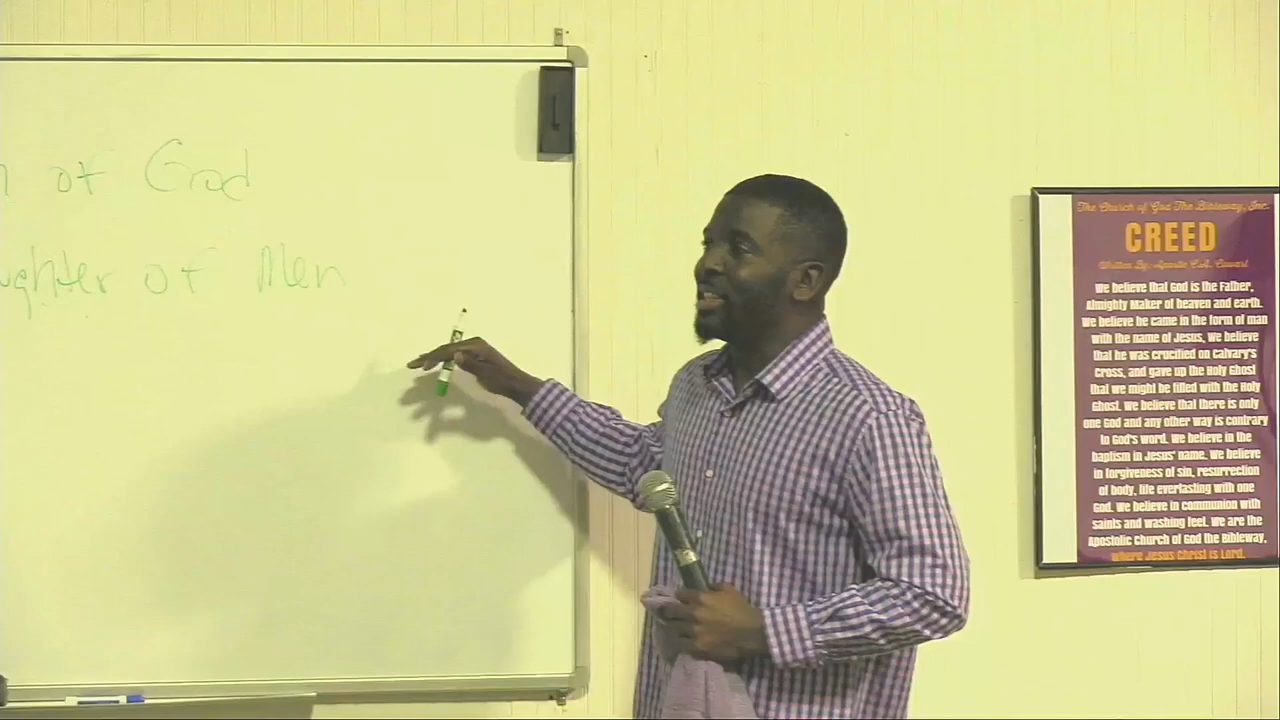 n of God
ughter of Men
The Church of God The Bibleway, Inc.
CREED
Written By: Apostle C.A. Cowart
We believe that God is the Father,
Almighty Maker of heaven and earth.
We believe he came in the form of man
with the name of Jesus, We believe
that he was crucified on Calvary's
Cross, and gave up the Holy Ghost
that we might be filled with the Holy
Ghost. We believe that there is only
one God and any other way is contrary
to God's word. We believe in the
baptism in Jesus' name. We believe
in forgiveness of sin, resurrection
of body, life everlasting with one
God. We believe in communion with
saints and washing feet. We are the
Apostolic Church of God the Bibleway,
where Jesus Christ is Lord.